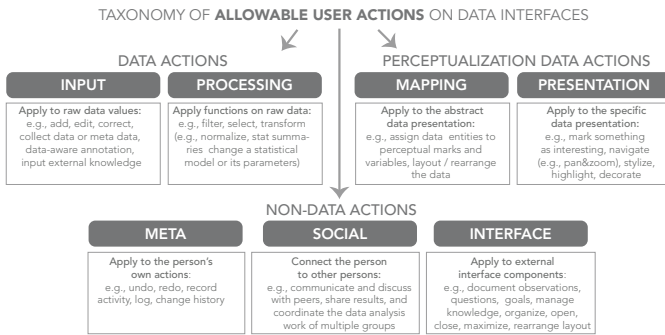 TAXONOMY OF ALLOWABLE USER ACTIONS ON DATA INTERFACES
DATA ACTIONS
INPUT
Apply to raw data values:
e.g., add, edit, correct,
collect data or meta data,
data-aware annotation,
input external knowledge
PROCESSING
Apply functions on raw data:
e.g., filter, select, transform
(e.g., normalize, stat summa-
ries change a statistical
model or its parameters)
PERCEPTUALIZATION DATA ACTIONS
MAPPING
Apply to the abstract
data presentation:
e.g., assign data entities to
perceptual marks and
variables, layout / rearrange
the data
PRESENTATION
Apply to the specific
data presentation:
e.g., mark something
as interesting, navigate
(e.g., pan&zoom), stylize,
highlight, decorate
NON-DATA ACTIONS
META
Apply to the person's
own actions:
e.g., undo, redo, record
activity, log, change history
SOCIAL
Connect the person
to other persons:
e.g., communicate and discuss
with peers, share results, and
coordinate the data analysis
work of multiple groups
INTERFACE
Apply to external
interface components:
e.g., document observations,
questions, goals, manage
knowledge, organize, open,
close, maximize, rearrange layout